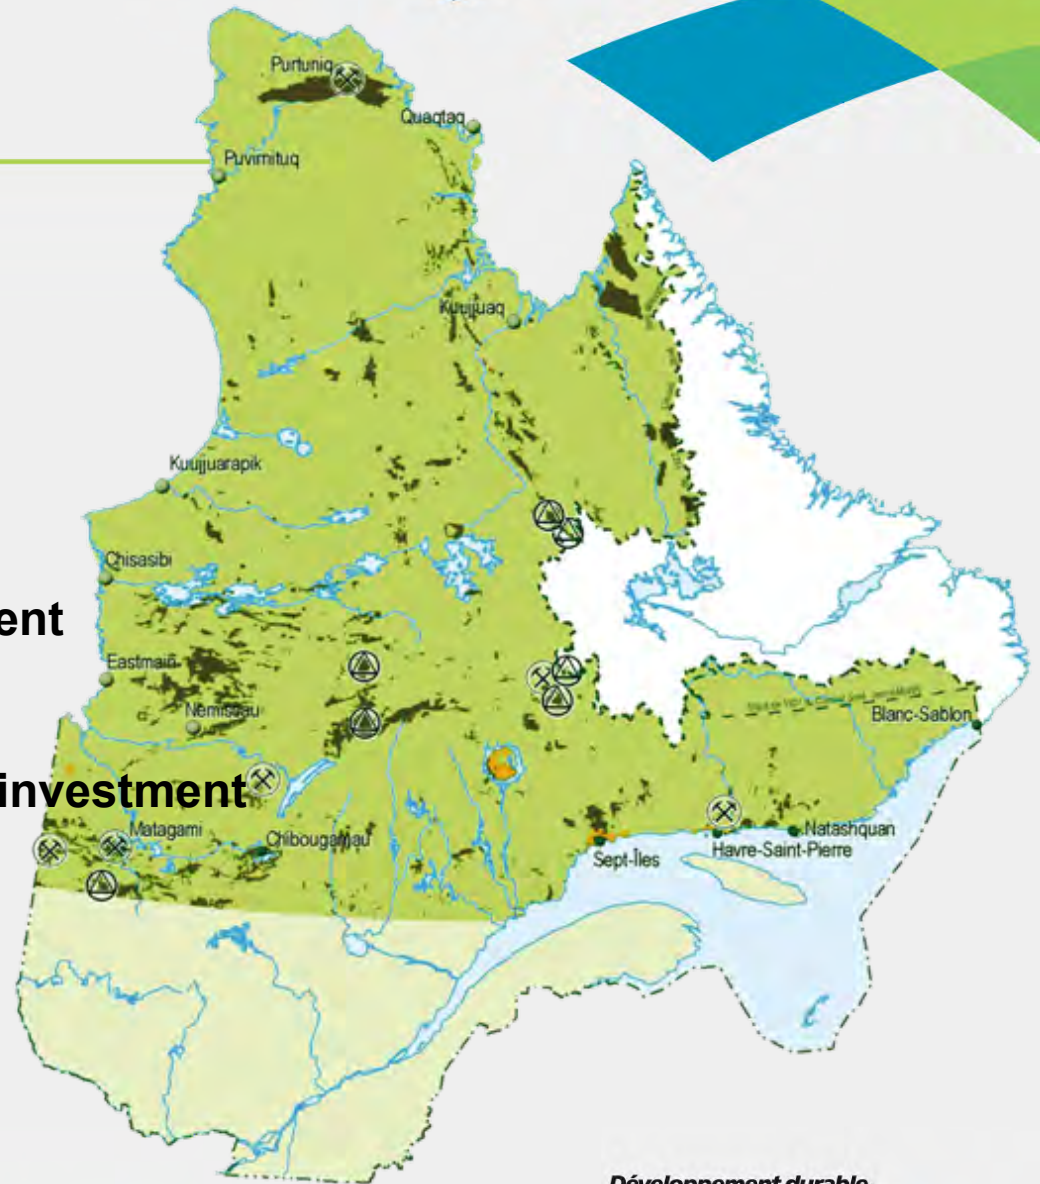 Purtuniq
Quaqtaq
Puvirnituq
Kuujjuaq
Kuujjuarapik
Chisasibi
ent
Eastmain
Nemiscau
Blanc-Sablon
investment
Matagami
Chibougamau
Natashquan
Havre-Saint-Pierre
Sept-Îles
Développement durable